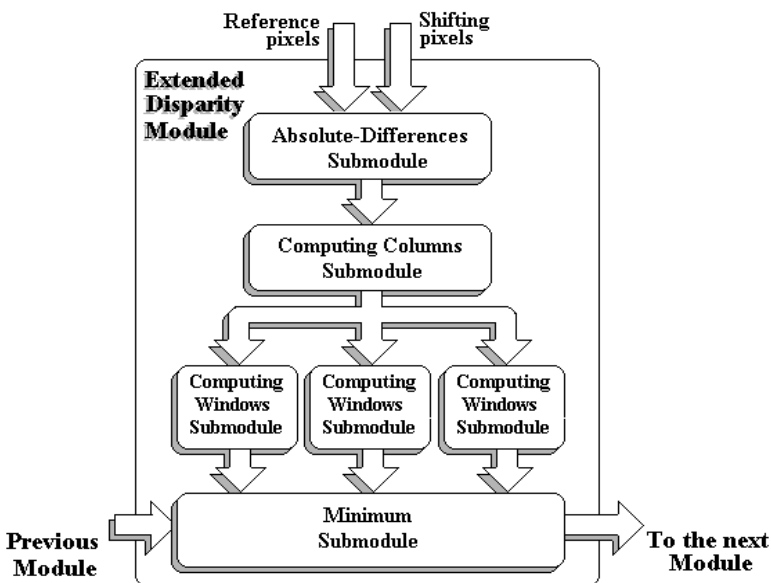 Reference
pixels
Shifting
pixels
Extended
Disparity
Module
Absolute-Differences
Submodule
Computing Columns
Submodule
Computing
Windows
Submodule
Computing
Windows
Submodule
Computing
Windows
Submodule
Minimum
Submodule
Previous
Module
To the next
Module